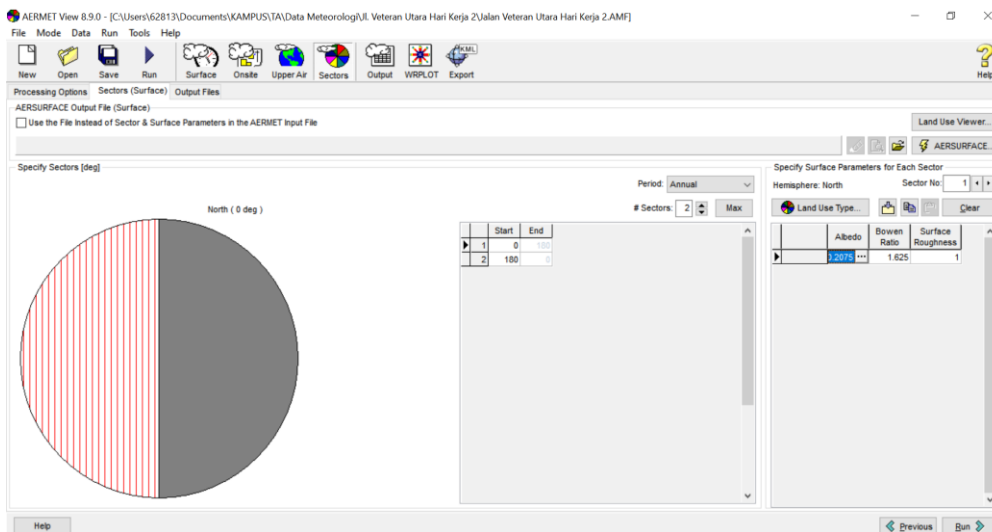 AERMET View 8.9.0 - [C:\Users\62813\Documents\KAMPUS\TA\Data Meteorologi\Jl. Veteran Utara Hari Kerja 2\Jalan Veteran Utara Hari Kerja 2.AMF]
File Mode Data Run Tools Help
KML
New Open Save Run Surface Onsite Upper Air Sectors Output WRPLOT Export Help
Processing Options Sectors (Surface) Output Files
AERSURFACE Output File (Surface)
Use the File Instead of Sector & Surface Parameters in the AERMET Input File
Land Use Viewer...
AERSURFACE...
Specify Sectors [deg]
Period: Annual
# Sectors: 2 Max
North ( 0 deg )
Start End
1 0 180
2 180 0
Specify Surface Parameters for Each Sector
Hemisphere: North Sector No: 1
Land Use Type... Clear
Albedo Bowen Ratio Surface Roughness
0.2075 ... 1.625 1
Help Previous Run